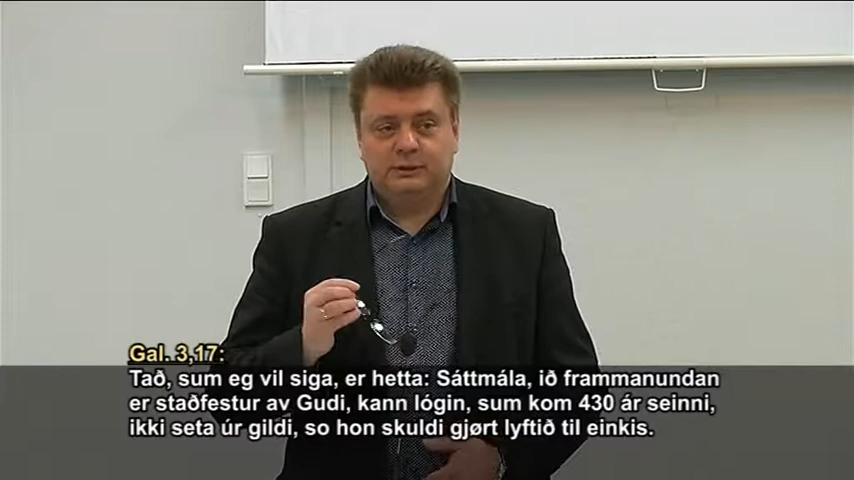 Gal. 3,17:
Tað, sum eg vil siga, er hetta: Sáttmála, ið frammanundan
er staðfestur av Gudi, kann lógin, sum kom 430 ár seinni,
ikki seta úr gildi, so hon skuldi gjørt lyftið til einkis.